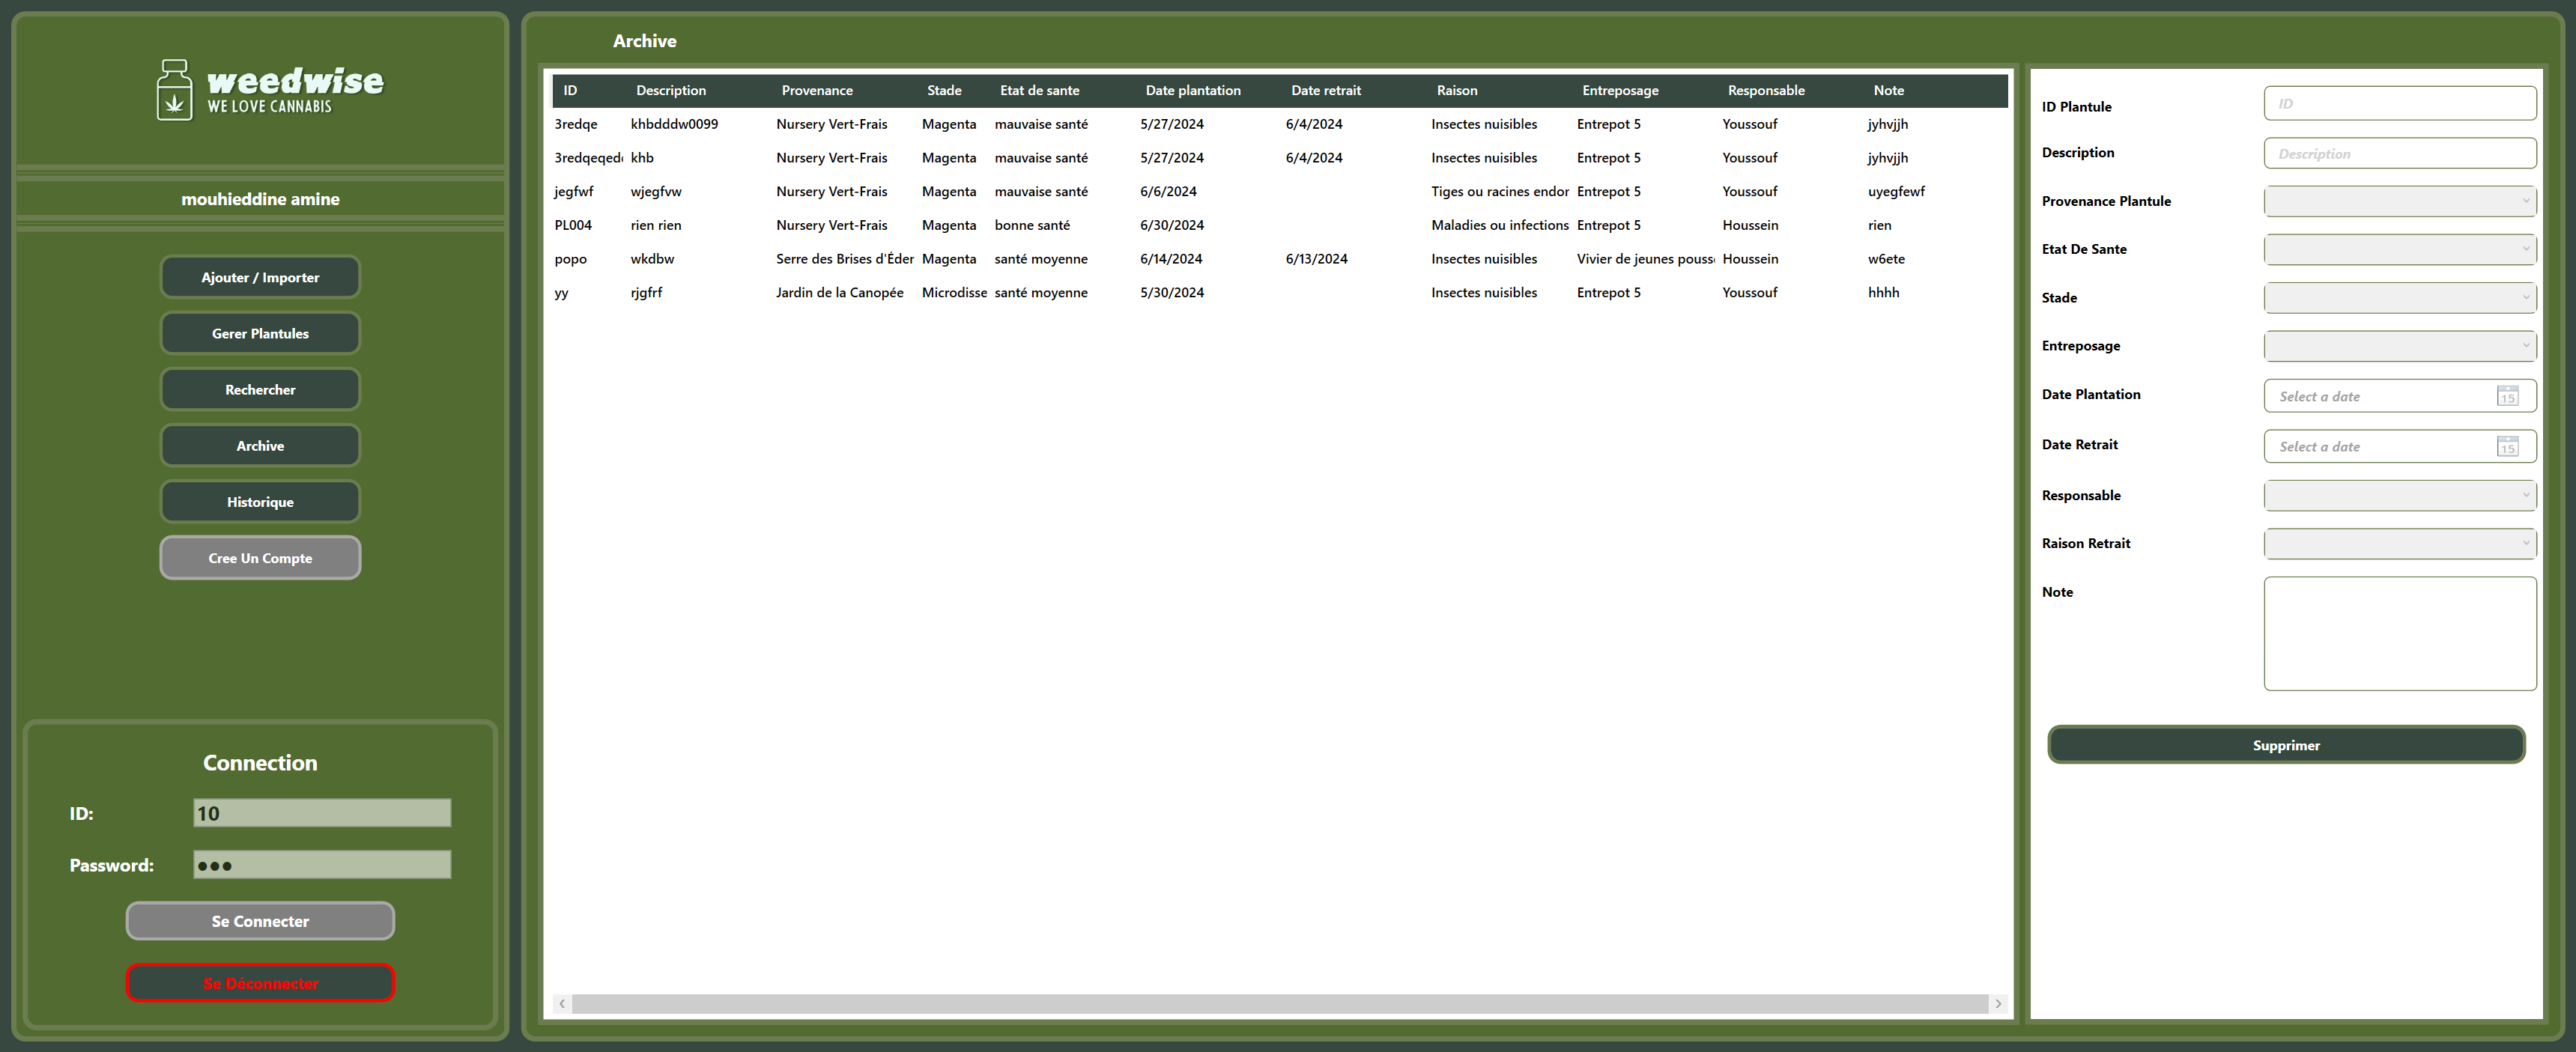 weedwise
WE LOVE CANNABIS
mouhieddine amine
Ajouter / Importer
Gerer Plantules
Rechercher
Archive
Historique
Cree Un Compte
Connection
ID: 10
Password: ●●●
Se Connecter
Se Déconnecter
Archive
ID Description Provenance Stade Etat de sante Date plantation Date retrait Raison Entreposage Responsable Note
3redqe khbdddw0099 Nursery Vert-Frais Magenta mauvaise santé 5/27/2024 6/4/2024 Insectes nuisibles Entrepot 5 Youssouf jyhvjjh
3redqeqed khb Nursery Vert-Frais Magenta mauvaise santé 5/27/2024 6/4/2024 Insectes nuisibles Entrepot 5 Youssouf jyhvjjh
jegfwf wjegfvw Nursery Vert-Frais Magenta mauvaise santé 6/6/2024 Tiges ou racines endor Entrepot 5 Youssouf uyegfewf
PL004 rien rien Nursery Vert-Frais Magenta bonne santé 6/30/2024 Maladies ou infections Entrepot 5 Houssein rien
popo wkdbw Serre des Brises d'Éder Magenta santé moyenne 6/14/2024 6/13/2024 Insectes nuisibles Vivier de jeunes pouss Houssein w6ete
yy rjgfrf Jardin de la Canopée Microdisse santé moyenne 5/30/2024 Insectes nuisibles Entrepot 5 Youssouf hhhh
ID Plantule ID
Description Description
Provenance Plantule
Etat De Sante
Stade
Entreposage
Date Plantation Select a date 15
Date Retrait Select a date 15
Responsable
Raison Retrait
Note
Supprimer